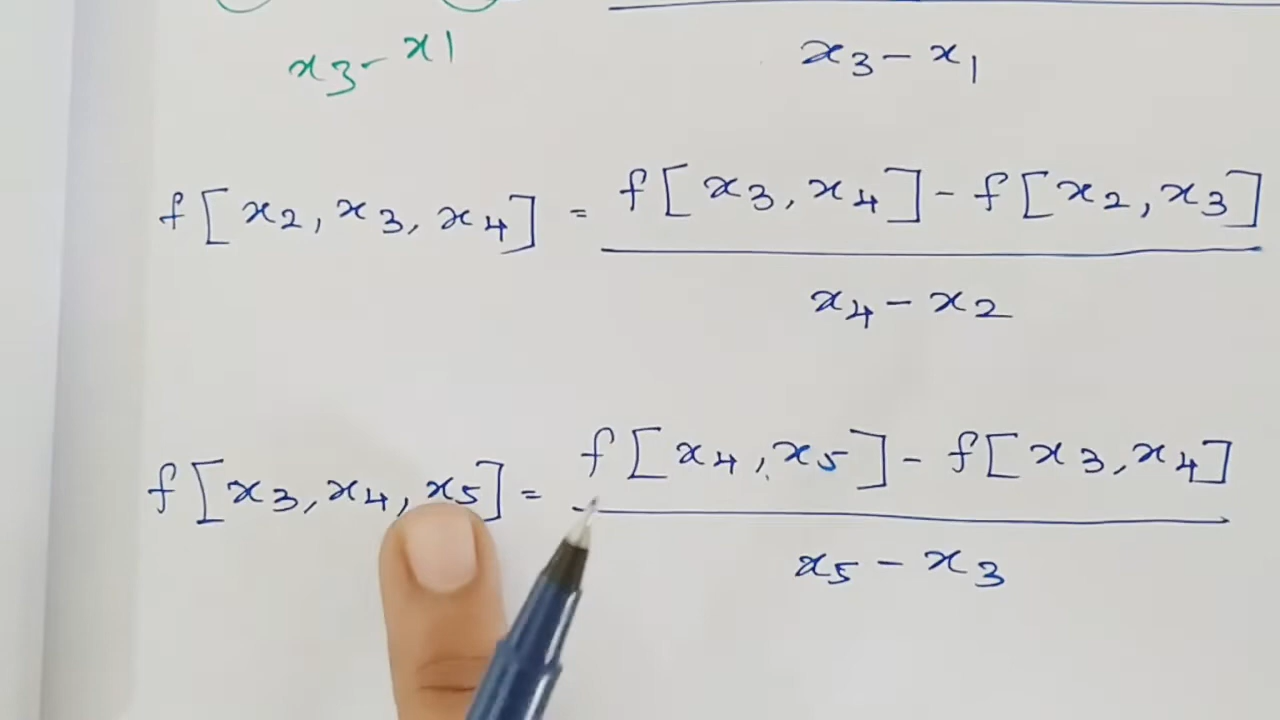 x3 - x1
x3 - x1
f[x2, x3, x4] = f[x3, x4] - f[x2, x3]
x4 - x2
f[x3, x4, x5] = f[x4, x5] - f[x3, x4]
x5 - x3